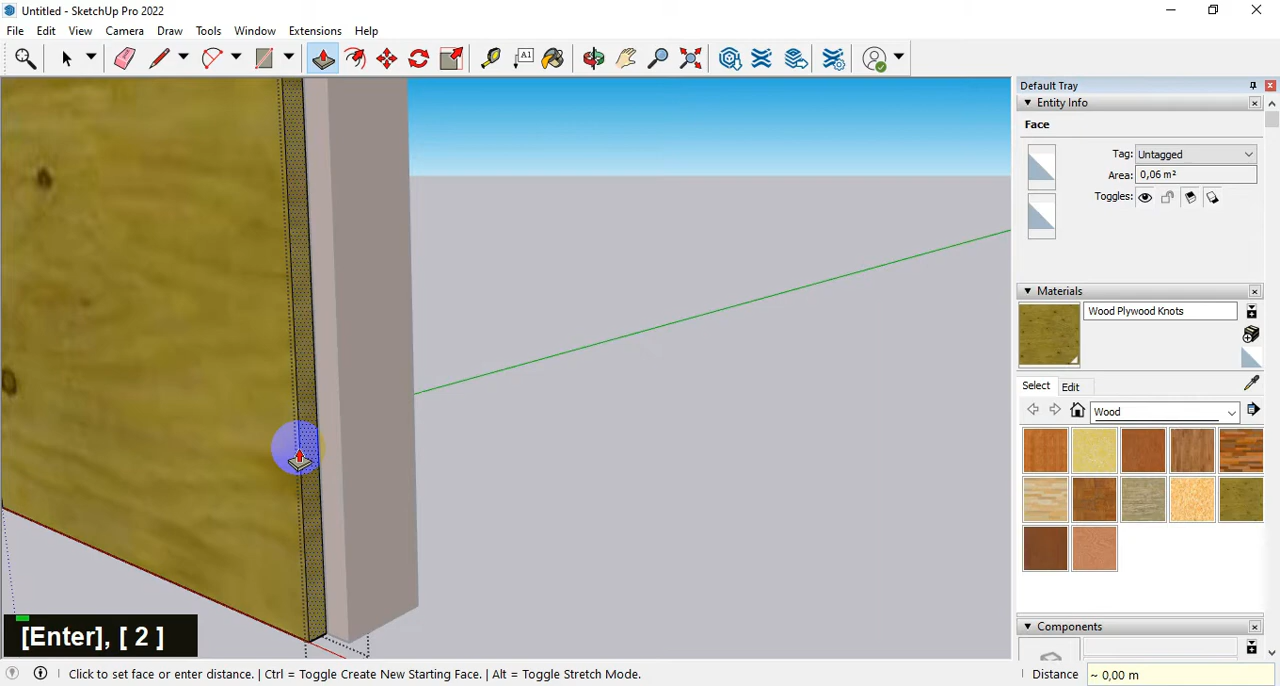 Untitled - SketchUp Pro 2022
File Edit View Camera Draw Tools Window Extensions Help
A1
Default Tray
Entity Info
Face
Tag: Untagged
Area: 0,06 m²
Toggles:
Materials
Wood Plywood Knots
Select Edit
Wood
Components
[Enter], [ 2 ]
Click to set face or enter distance. | Ctrl = Toggle Create New Starting Face. | Alt = Toggle Stretch Mode.
Distance ~ 0,00 m